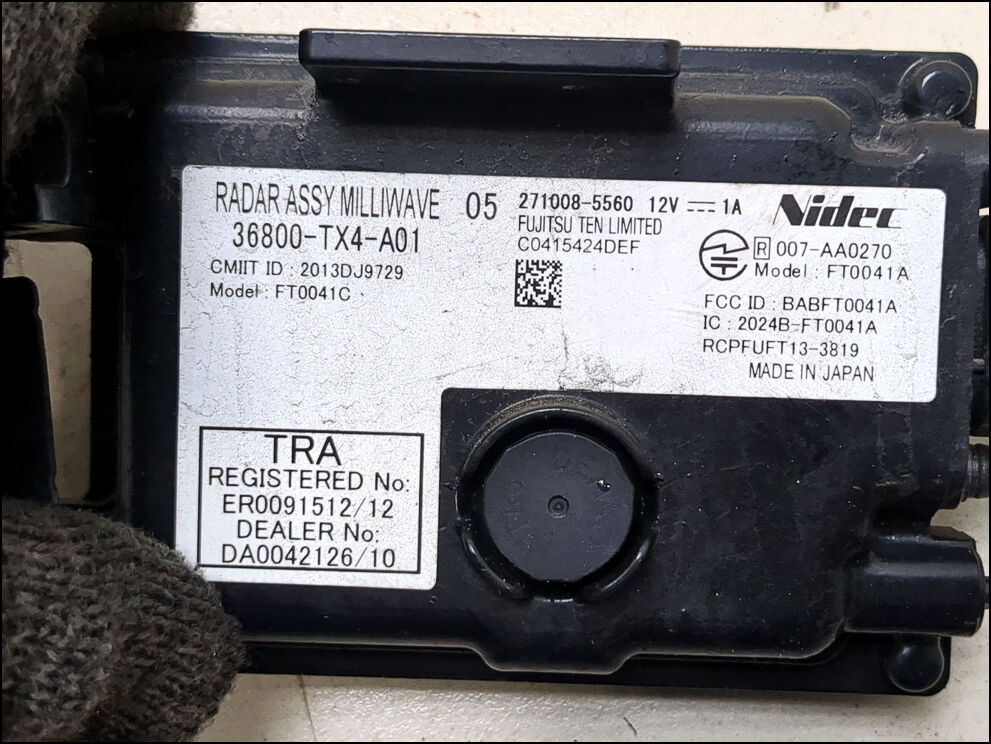 RADAR ASSY MILLIWAVE 05
36800-TX4-A01
CMIIT ID : 2013DJ9729
Model : FT0041C
271008-5560 12V ⎓ 1A
FUJITSU TEN LIMITED
C0415424DEF
Nidec
R 007-AA0270
Model : FT0041A
FCC ID : BABFT0041A
IC : 2024B-FT0041A
RCPFUFT13-3819
MADE IN JAPAN
TRA
REGISTERED No:
ER0091512/12
DEALER No:
DA0042126/10